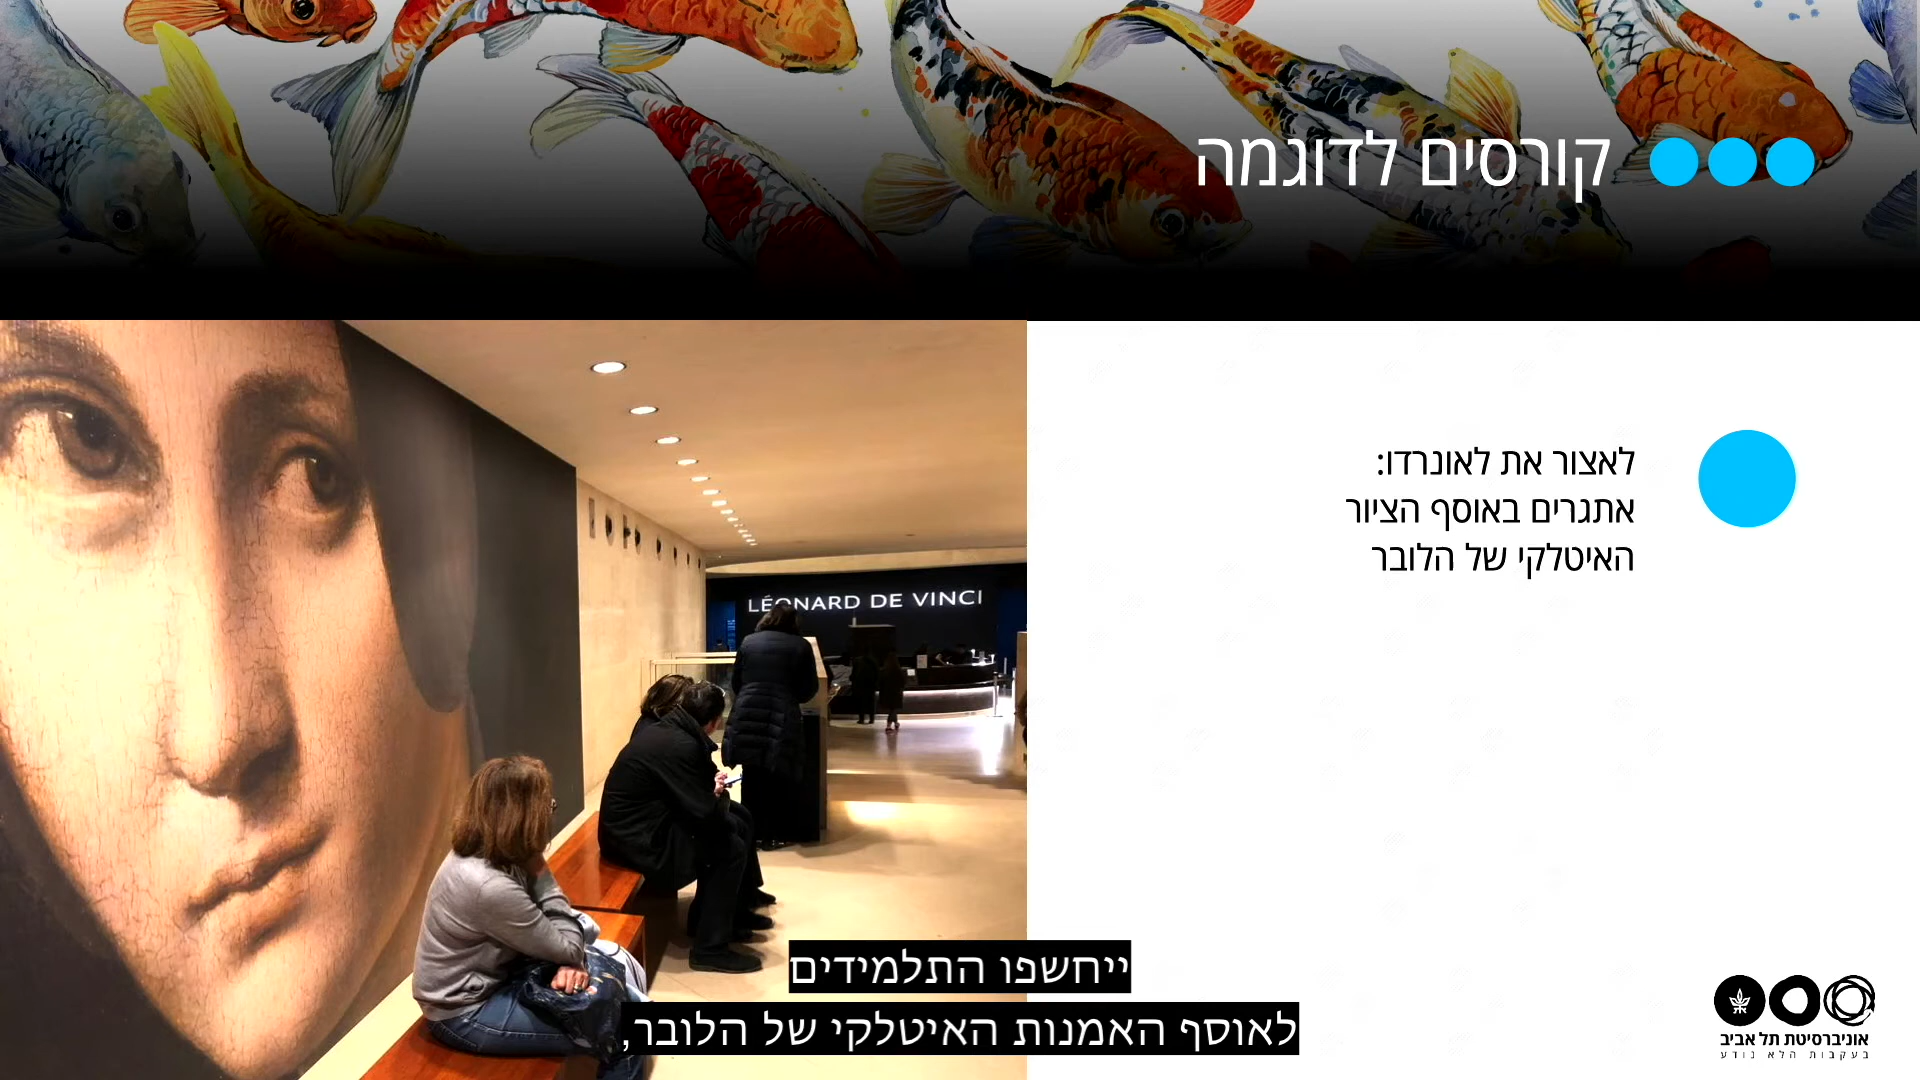 קורסים לדוגמה
לאצור את לאונרדו:
אתגרים באוסף הציור
האיטלקי של הלובר
LÉONARD DE VINCI
ייחשפו התלמידים
לאוסף האמנות האיטלקי של הלובר,
אוניברסיטת תל אביב
בעקבות הלא נודע